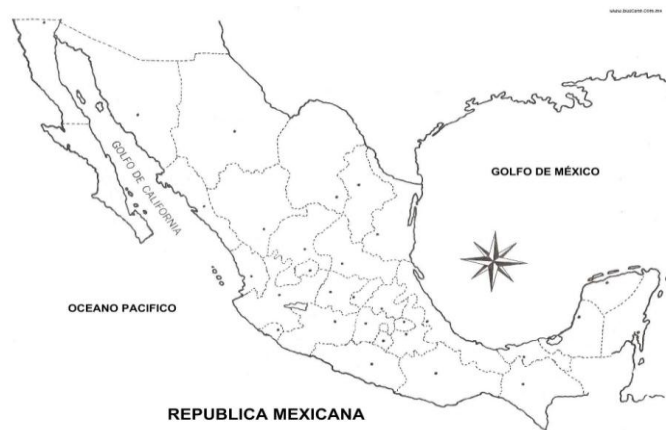 GOLFO DE CALIFORNIA
GOLFO DE MÉXICO
OCEANO PACIFICO
REPUBLICA MEXICANA